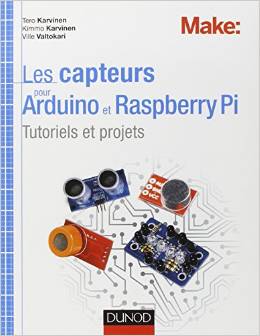 Tero Karvinen
Kimmo Karvinen
Ville Valtokari
Make:
Les capteurs
pour
Arduino et Raspberry Pi
Tutoriels et projets
DUNOD